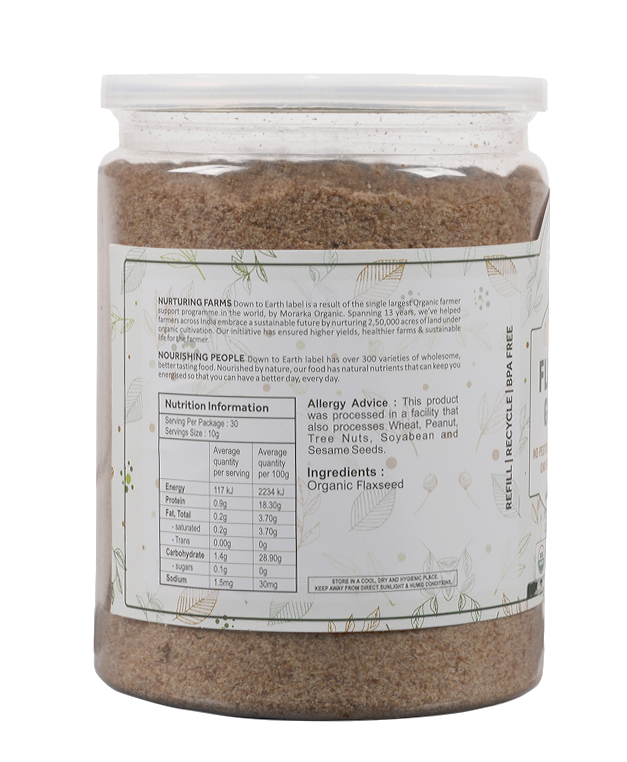 NURTURING FARMS Down to Earth label is a result of the single largest Organic farmer
support programme in the world, by Morarka Organic. Spanning 13 years, we've helped
farmers across India embrace a sustainable future by nurturing 2,50,000 acres of land under
organic cultivation. Our initiative has ensured higher yields, healthier farms & sustainable
life for the farmer.
NOURISHING PEOPLE Down to Earth label has over 300 varieties of wholesome,
better tasting food. Nourished by nature, our food has natural nutrients that can keep you
energised so that you can have a better day, every day.
Nutrition Information
Serving Per Package : 30
Servings Size : 10g
Average quantity per serving Average quantity per 100g
Energy 117 kJ 2234 kJ
Protein 0.9g 18.30g
Fat, Total 0.2g 3.70g
- saturated 0.2g 3.70g
- Trans 0.00g 0g
Carbohydrate 1.4g 28.90g
- sugars 0.1g 0g
Sodium 1.5mg 30mg
Allergy Advice : This product
was processed in a facility that
also processes Wheat, Peanut,
Tree Nuts, Soyabean and
Sesame Seeds.
Ingredients :
Organic Flaxseed
STORE IN A COOL, DRY AND HYGIENIC PLACE.
KEEP AWAY FROM DIRECT SUNLIGHT & HUMID CONDITIONS.
REFILL | RECYCLE | BPA FREE